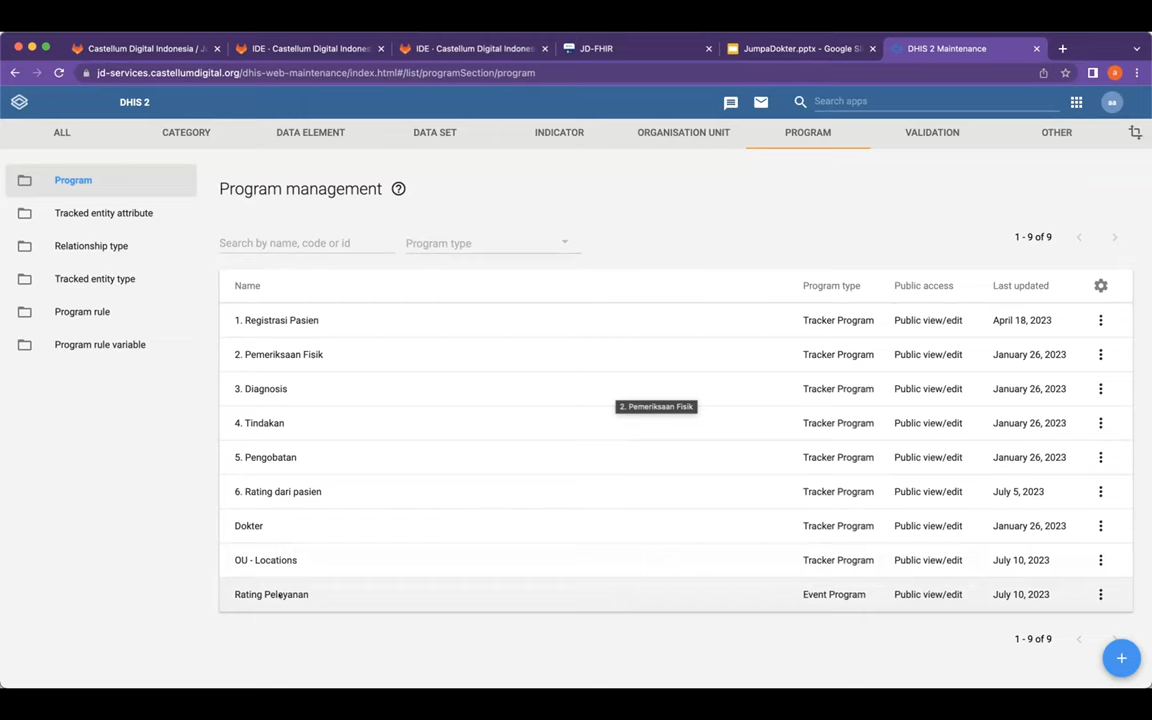 Castellum Digital Indonesia / J
IDE · Castellum Digital Indones
IDE · Castellum Digital Indones
JD-FHIR
JumpaDokter.pptx - Google Sl
DHIS 2 Maintenance
jd-services.castellumdigital.org/dhis-web-maintenance/index.html#/list/programSection/program
a
DHIS 2
Search apps
aa
ALL
CATEGORY
DATA ELEMENT
DATA SET
INDICATOR
ORGANISATION UNIT
PROGRAM
VALIDATION
OTHER
Program
Tracked entity attribute
Relationship type
Tracked entity type
Program rule
Program rule variable
Program management
Search by name, code or id
Program type
1 - 9 of 9
Name Program type Public access Last updated
1. Registrasi Pasien Tracker Program Public view/edit April 18, 2023
2. Pemeriksaan Fisik Tracker Program Public view/edit January 26, 2023
3. Diagnosis Tracker Program Public view/edit January 26, 2023
2. Pemeriksaan Fisik
4. Tindakan Tracker Program Public view/edit January 26, 2023
5. Pengobatan Tracker Program Public view/edit January 26, 2023
6. Rating dari pasien Tracker Program Public view/edit July 5, 2023
Dokter Tracker Program Public view/edit January 26, 2023
OU - Locations Tracker Program Public view/edit July 10, 2023
Rating Pelayanan Event Program Public view/edit July 10, 2023
1 - 9 of 9